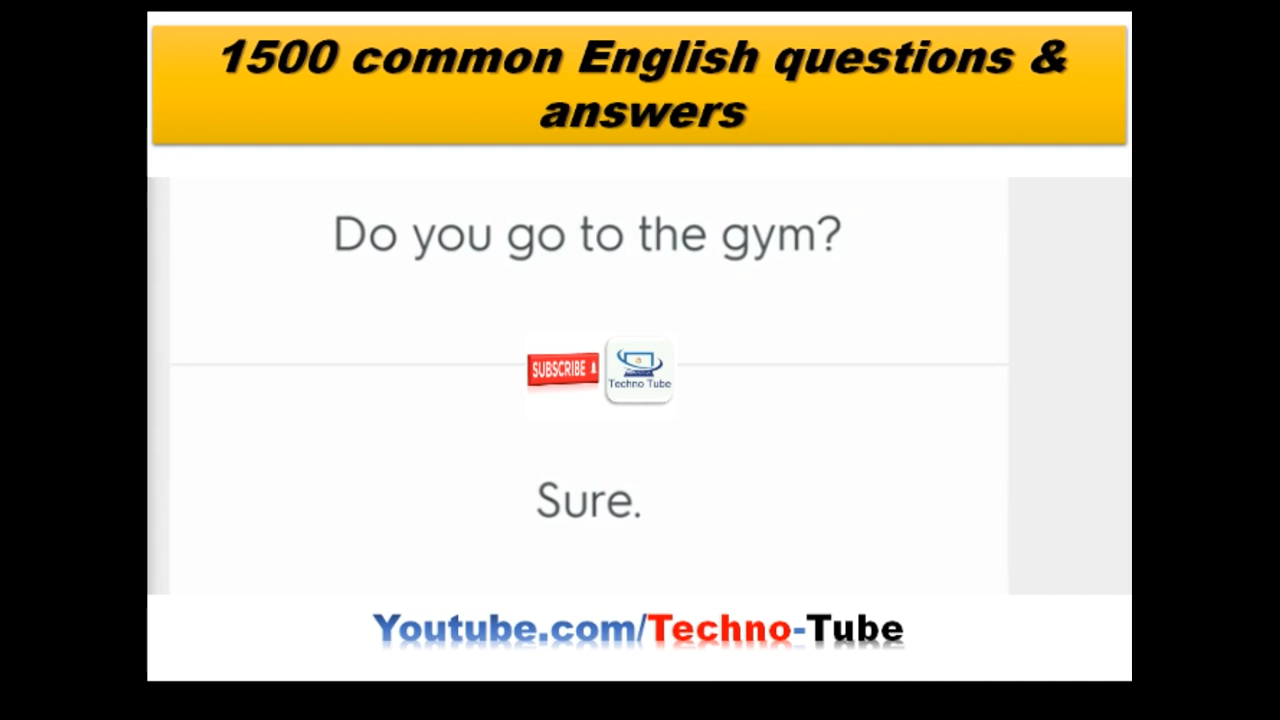 1500 common English questions &
answers
Do you go to the gym?
SUBSCRIBE
Techno Tube
Sure.
Youtube.com/Techno-Tube